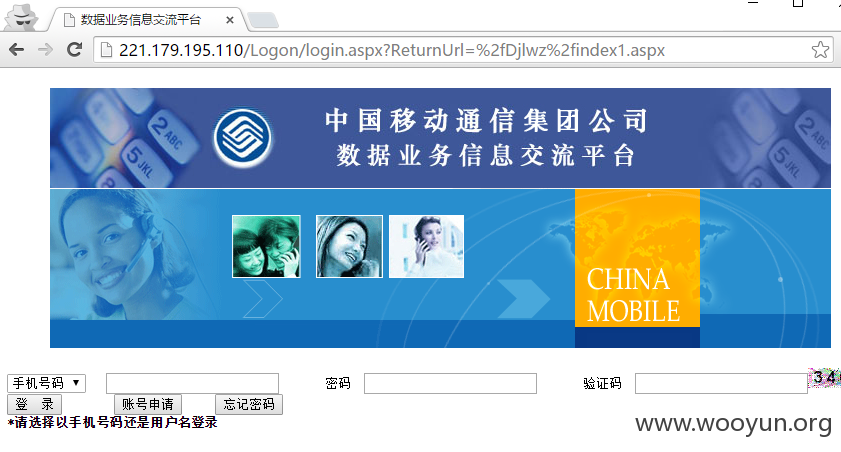 数据业务信息交流平台
221.179.195.110/Logon/login.aspx?ReturnUrl=%2fDjlwz%2findex1.aspx
中国移动通信集团公司
数据业务信息交流平台
2ABC
5JKL
CHINA
MOBILE
手机号码 密码 验证码 34
登 录 账号申请 忘记密码
*请选择以手机号码还是用户名登录
www.wooyun.org